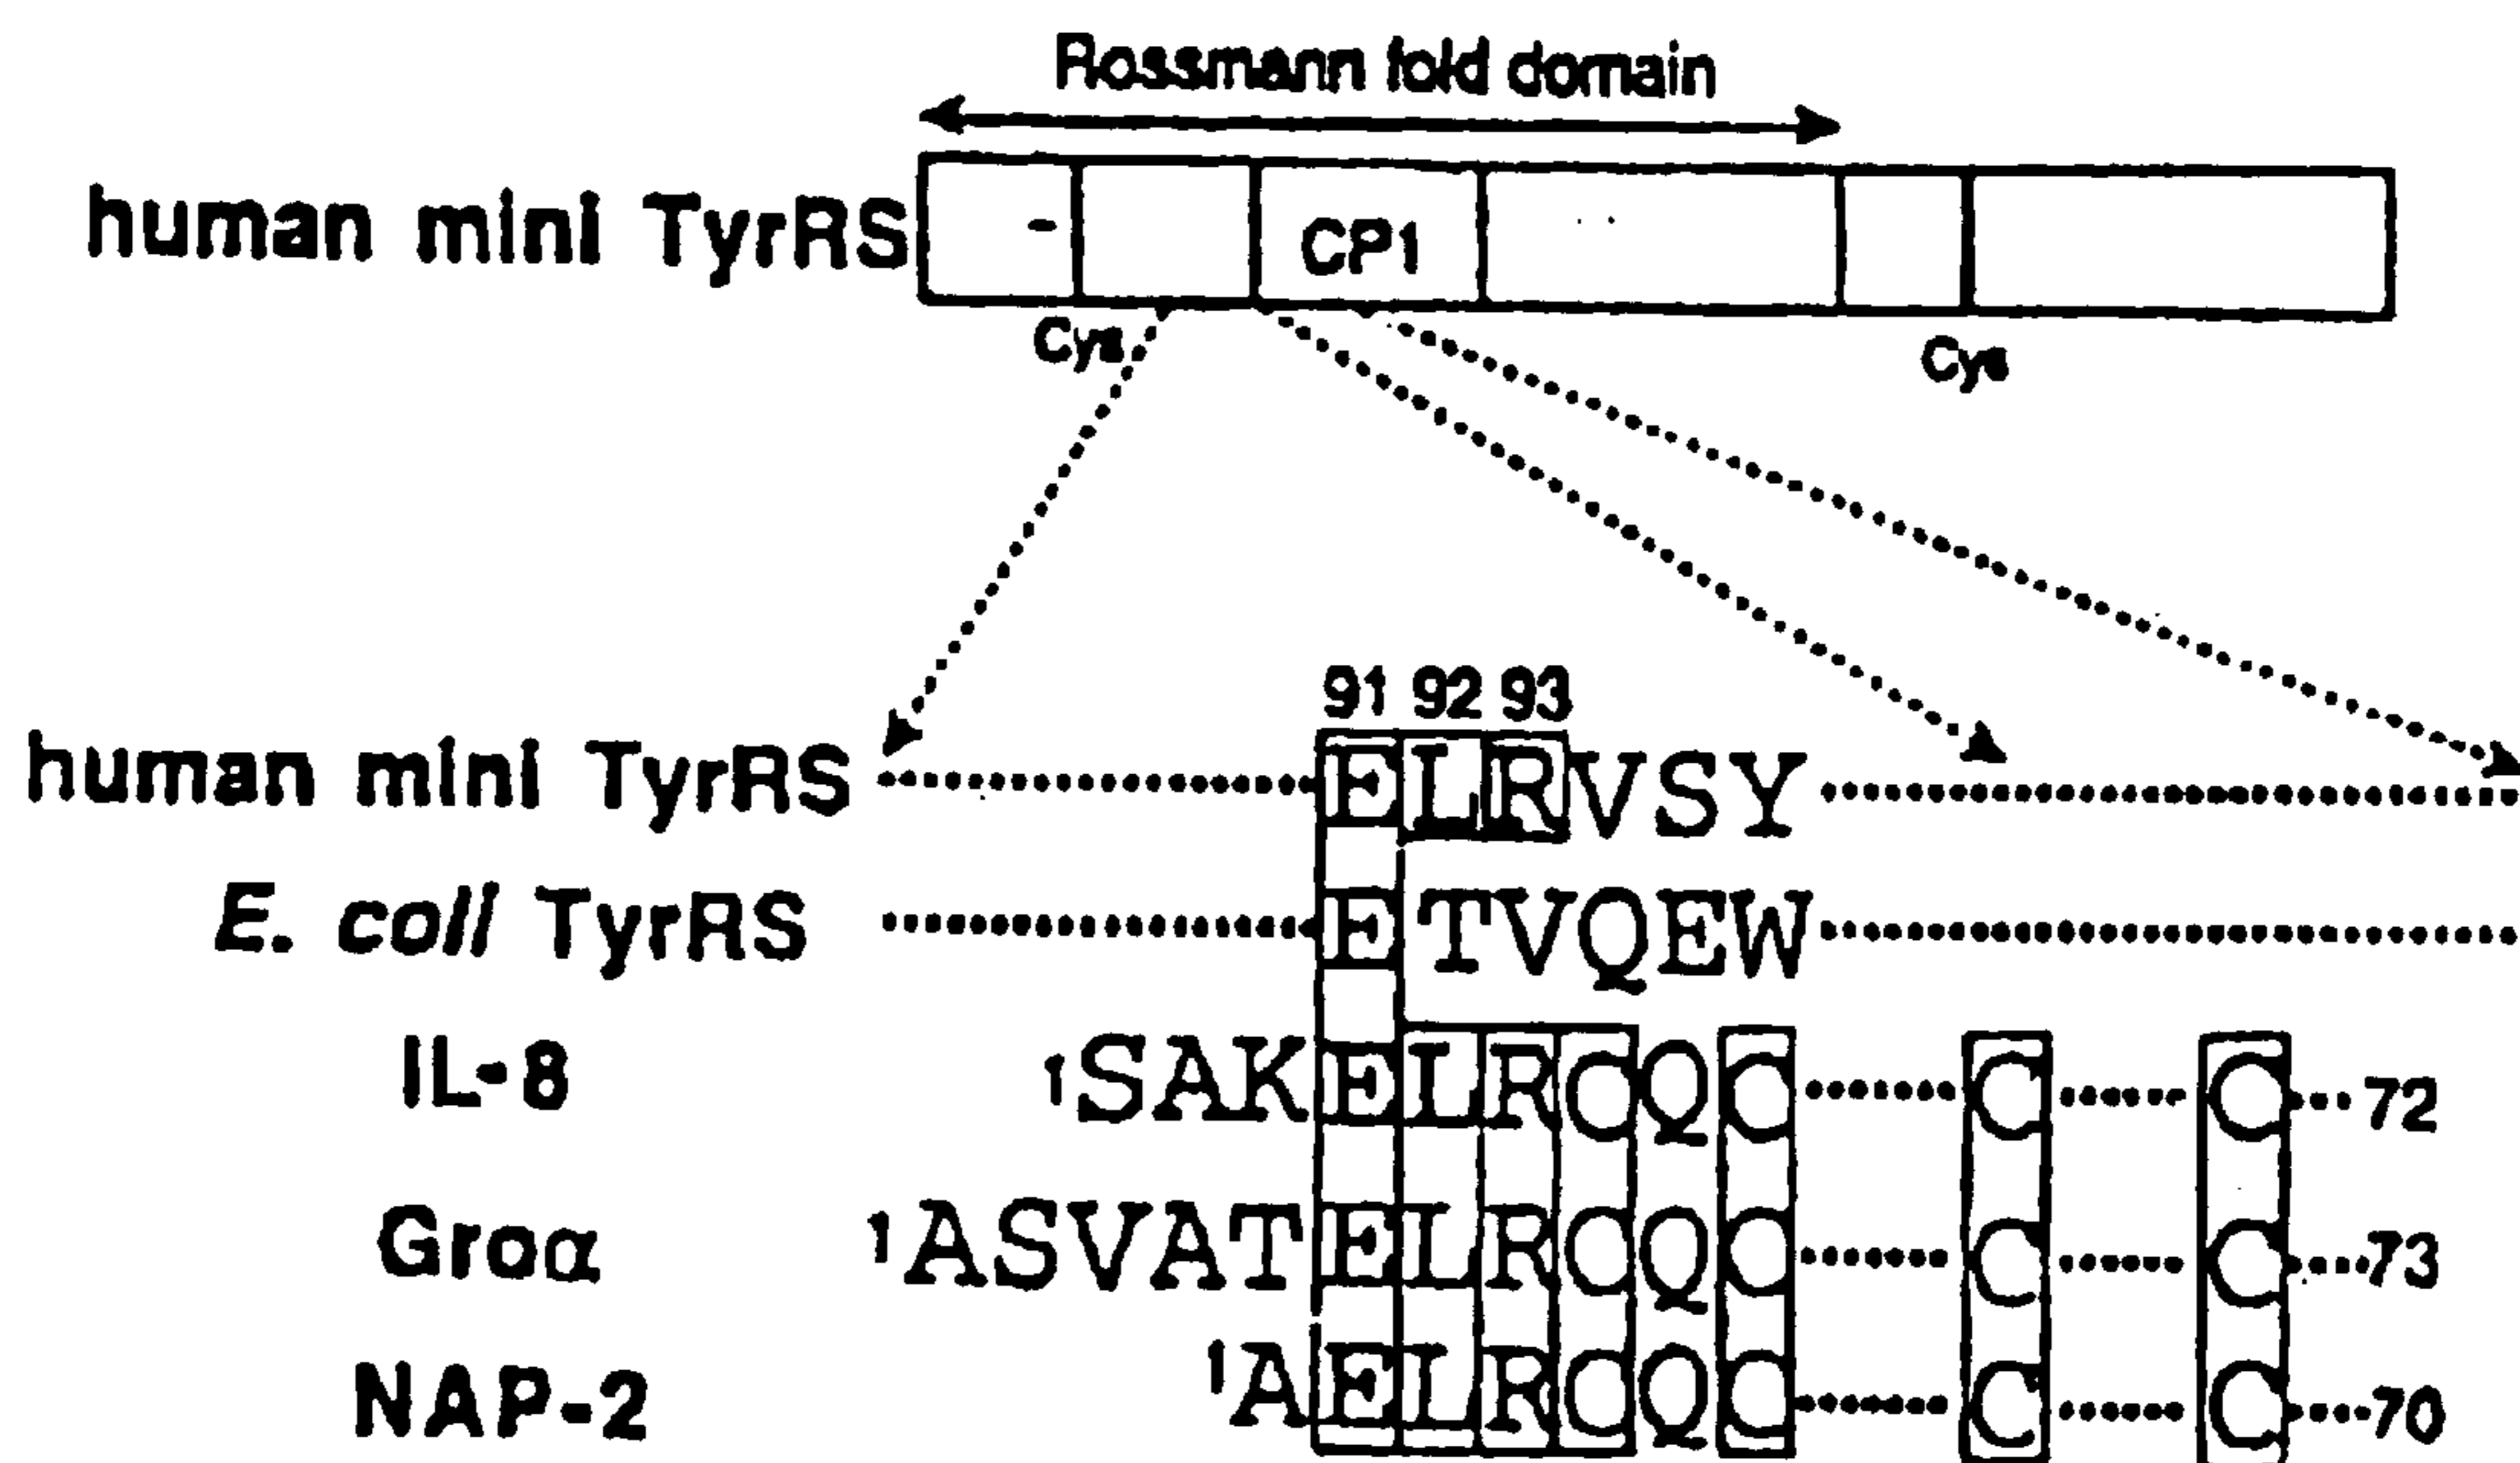 Rossmann fold domain
human mini TyrRS
CP1
Cys
Cys
91 92 93
human mini TyrRS ELRVSY
E. coli TyrRS ETVQEW
IL-8 1SAKELRCQC C C 72
Groα 1ASVATELRCQC C C 73
NAP-2 1AELRCQC C C 70